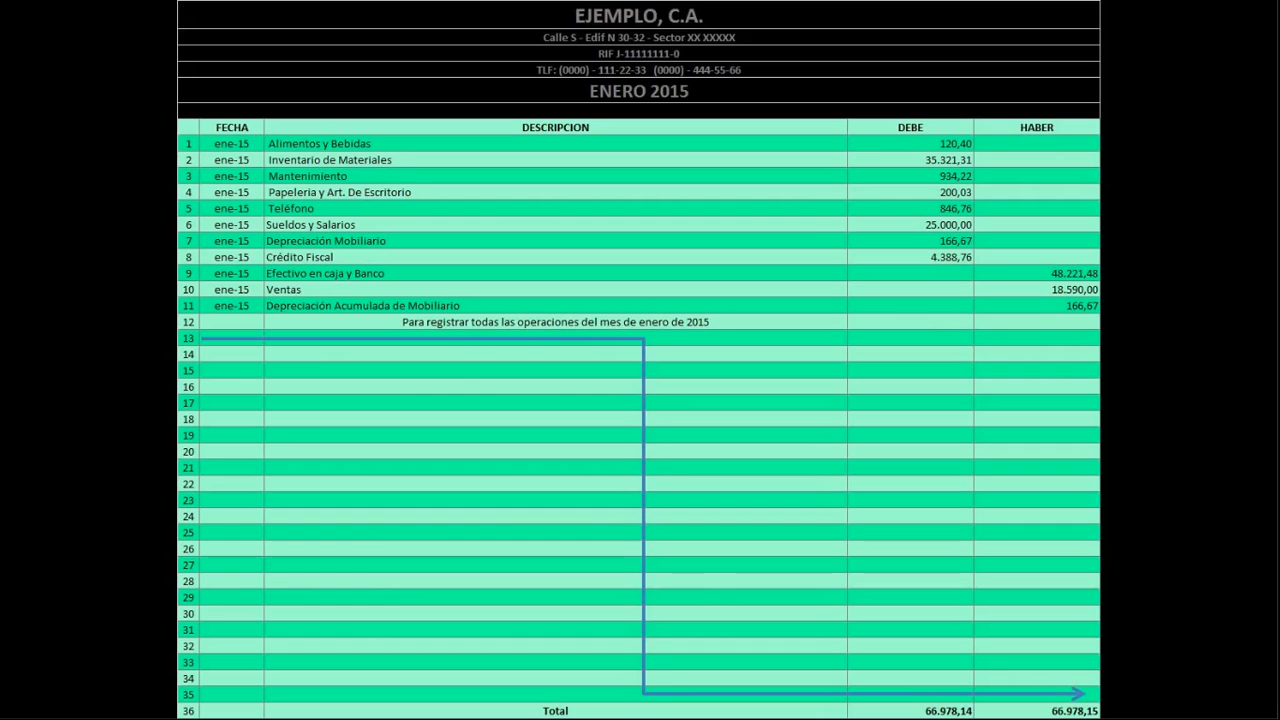 EJEMPLO, C.A.
Calle S - Edif N 30-32 - Sector XX XXXXX
RIF J-11111111-0
TLF: (0000) - 111-22-33 (0000) - 444-55-66
ENERO 2015
FECHA DESCRIPCION DEBE HABER
1 ene-15 Alimentos y Bebidas 120,40
2 ene-15 Inventario de Materiales 35.321,31
3 ene-15 Mantenimiento 934,22
4 ene-15 Papeleria y Art. De Escritorio 200,03
5 ene-15 Teléfono 846,76
6 ene-15 Sueldos y Salarios 25.000,00
7 ene-15 Depreciación Mobiliario 166,67
8 ene-15 Crédito Fiscal 4.388,76
9 ene-15 Efectivo en caja y Banco 48.221,48
10 ene-15 Ventas 18.590,00
11 ene-15 Depreciación Acumulada de Mobiliario 166,67
12 Para registrar todas las operaciones del mes de enero de 2015
13
14
15
16
17
18
19
20
21
22
23
24
25
26
27
28
29
30
31
32
33
34
35
36 Total 66.978,14 66.978,15